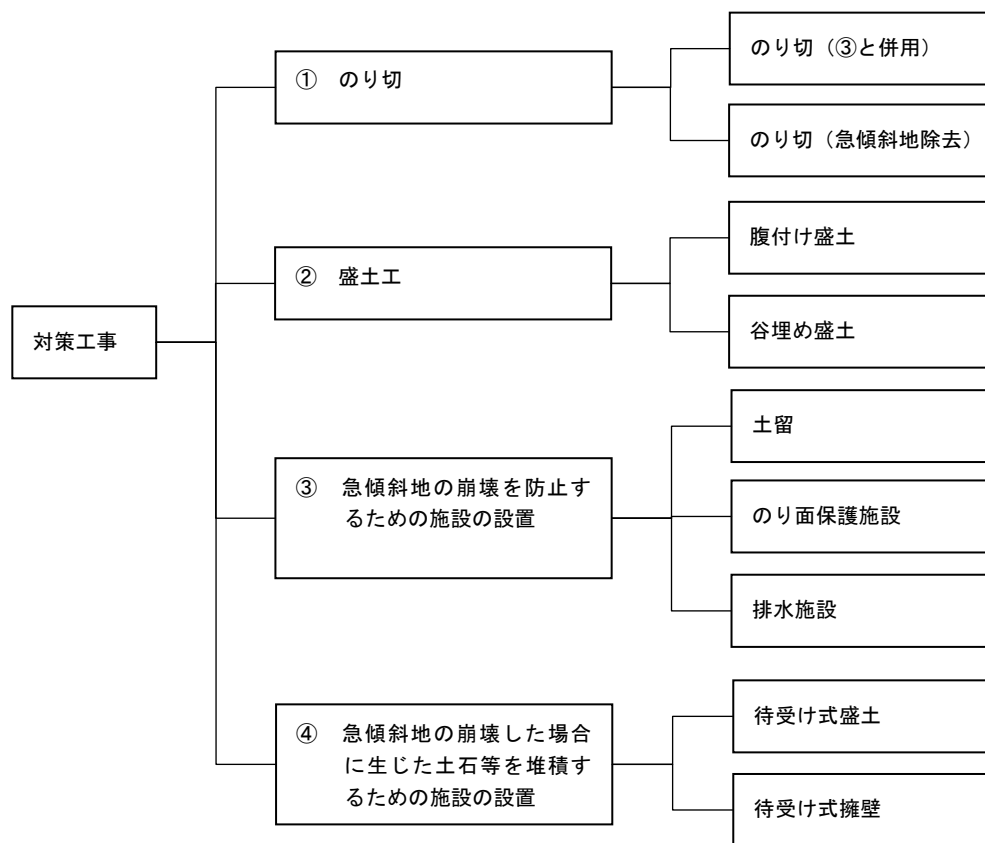 対策工事
① のり切
のり切（③と併用）
のり切（急傾斜地除去）
② 盛土工
腹付け盛土
谷埋め盛土
③ 急傾斜地の崩壊を防止す
るための施設の設置
土留
のり面保護施設
排水施設
④ 急傾斜地の崩壊した場合
に生じた土石等を堆積す
るための施設の設置
待受け式盛土
待受け式擁壁